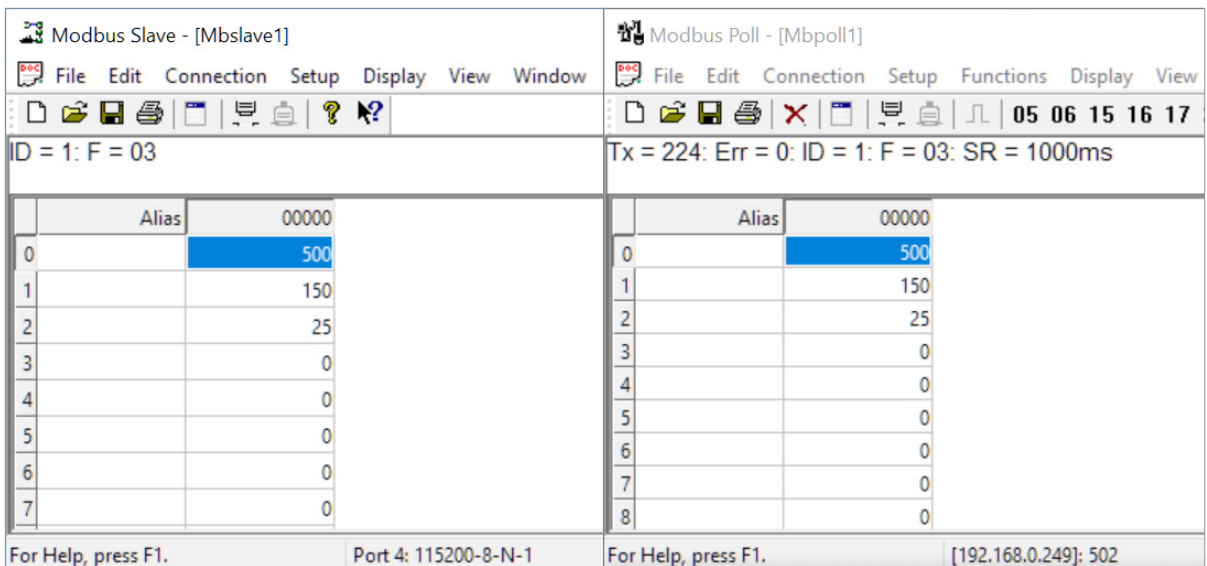 Modbus Slave - [Mbslave1]
File Edit Connection Setup Display View Window
ID = 1: F = 03
Alias 00000
0 500
1 150
2 25
3 0
4 0
5 0
6 0
7 0
For Help, press F1. Port 4: 115200-8-N-1
Modbus Poll - [Mbpoll1]
File Edit Connection Setup Functions Display View
05 06 15 16 17
Tx = 224: Err = 0: ID = 1: F = 03: SR = 1000ms
Alias 00000
0 500
1 150
2 25
3 0
4 0
5 0
6 0
7 0
8 0
For Help, press F1. [192.168.0.249]: 502